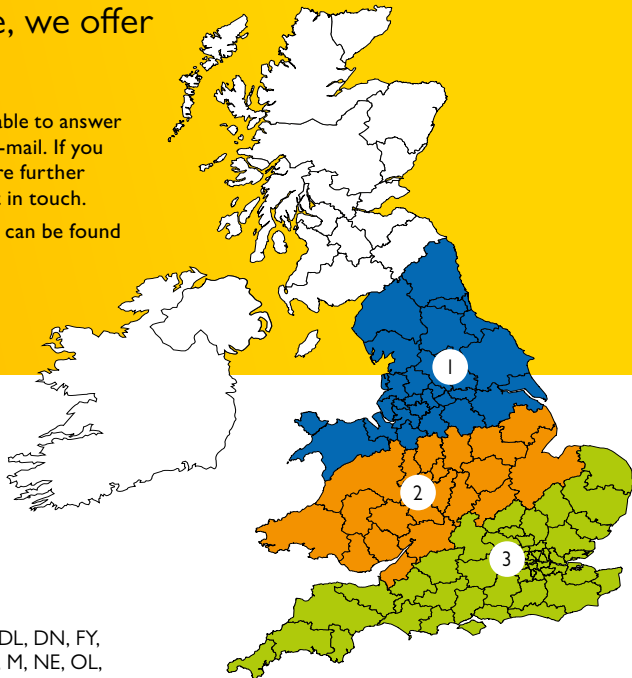 e, we offer
able to answer
-mail. If you
re further
in touch.
can be found
1
2
3
DL, DN, FY,
M, NE, OL,